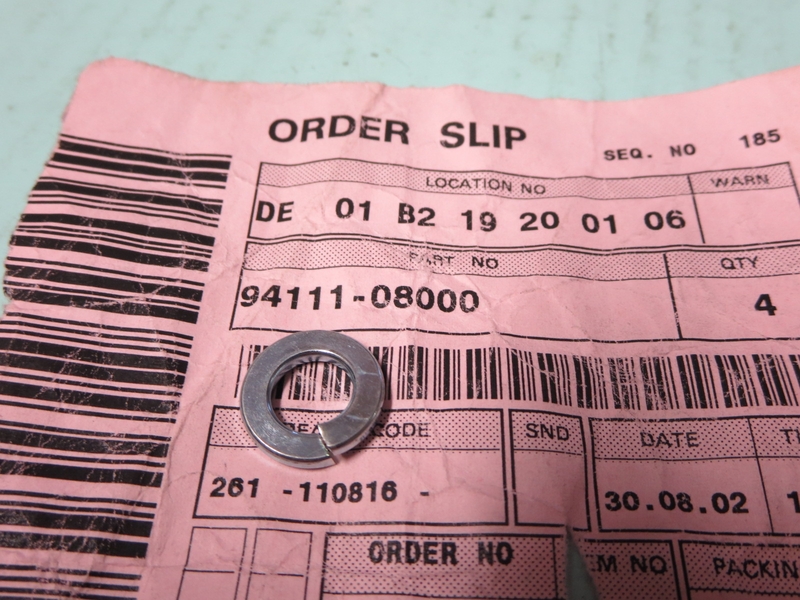 ORDER SLIP
SEQ. NO 185
LOCATION NO WARN
DE 01 B2 19 20 01 06
PART NO QTY
94111-08000 4
CODE SND DATE
261 -110816 - 30.08.02
ORDER NO M NO PACKIN